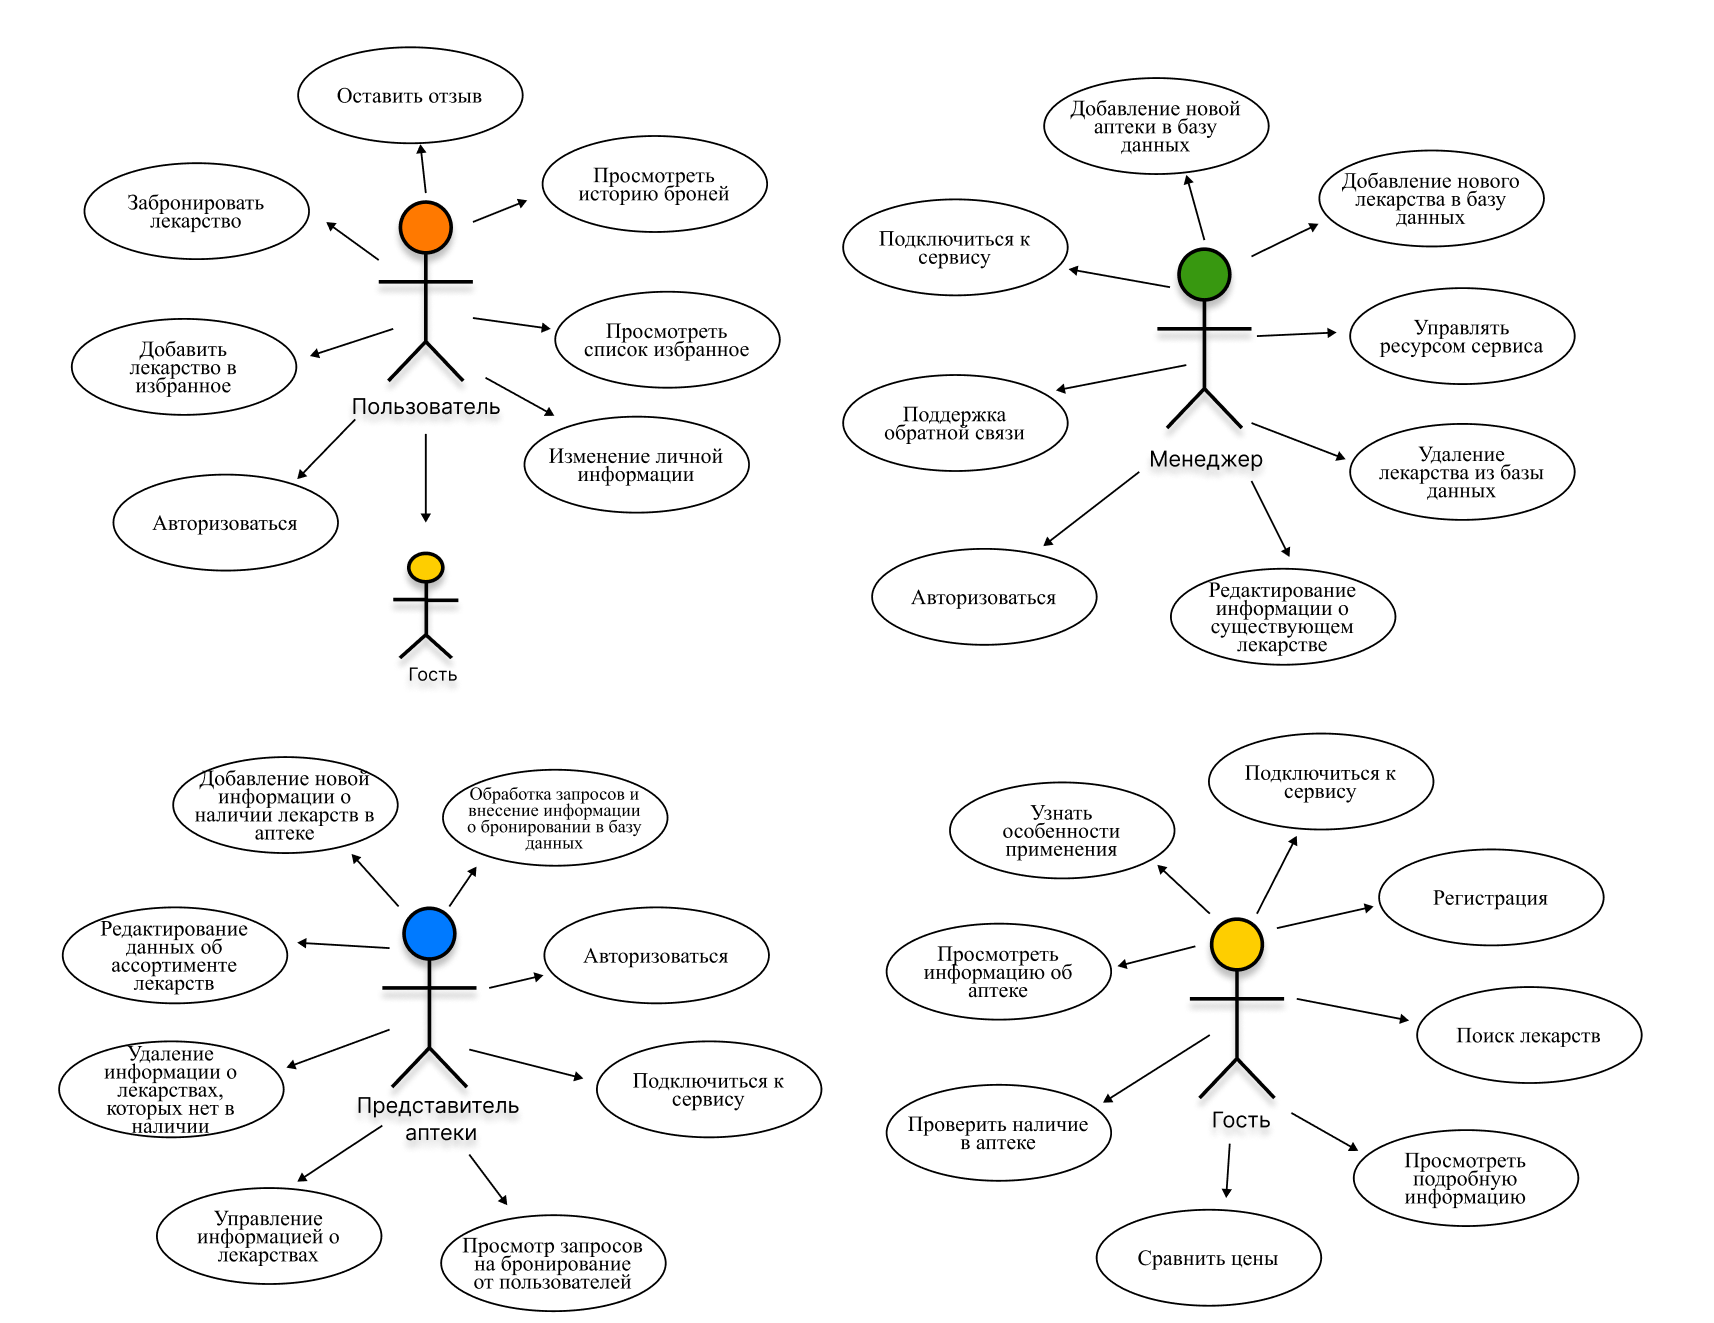 Оставить отзыв
Просмотреть
историю броней
Забронировать
лекарство
Добавить
лекарство в
избранное
Просмотреть
список избранное
Пользователь
Изменение личной
информации
Авторизоваться
Гость
Добавление новой
аптеки в базу
данных
Добавление нового
лекарства в базу
данных
Подключиться к
сервису
Управлять
ресурсом сервиса
Поддержка
обратной связи
Менеджер
Удаление
лекарства из базы
данных
Авторизоваться
Редактирование
информации о
существующем
лекарстве
Добавление новой
информации о
наличии лекарств в
аптеке
Обработка запросов и
внесение информации
о бронировании в базу
данных
Редактирование
данных об
ассортименте
лекарств
Авторизоваться
Удаление
информации о
лекарствах,
которых нет в
наличии
Подключиться к
сервису
Представитель
аптеки
Управление
информацией о
лекарствах
Просмотр запросов
на бронирование
от пользователей
Подключиться к
сервису
Узнать
особенности
применения
Регистрация
Просмотреть
информацию об
аптеке
Поиск лекарств
Проверить наличие
в аптеке
Гость
Просмотреть
подробную
информацию
Сравнить цены